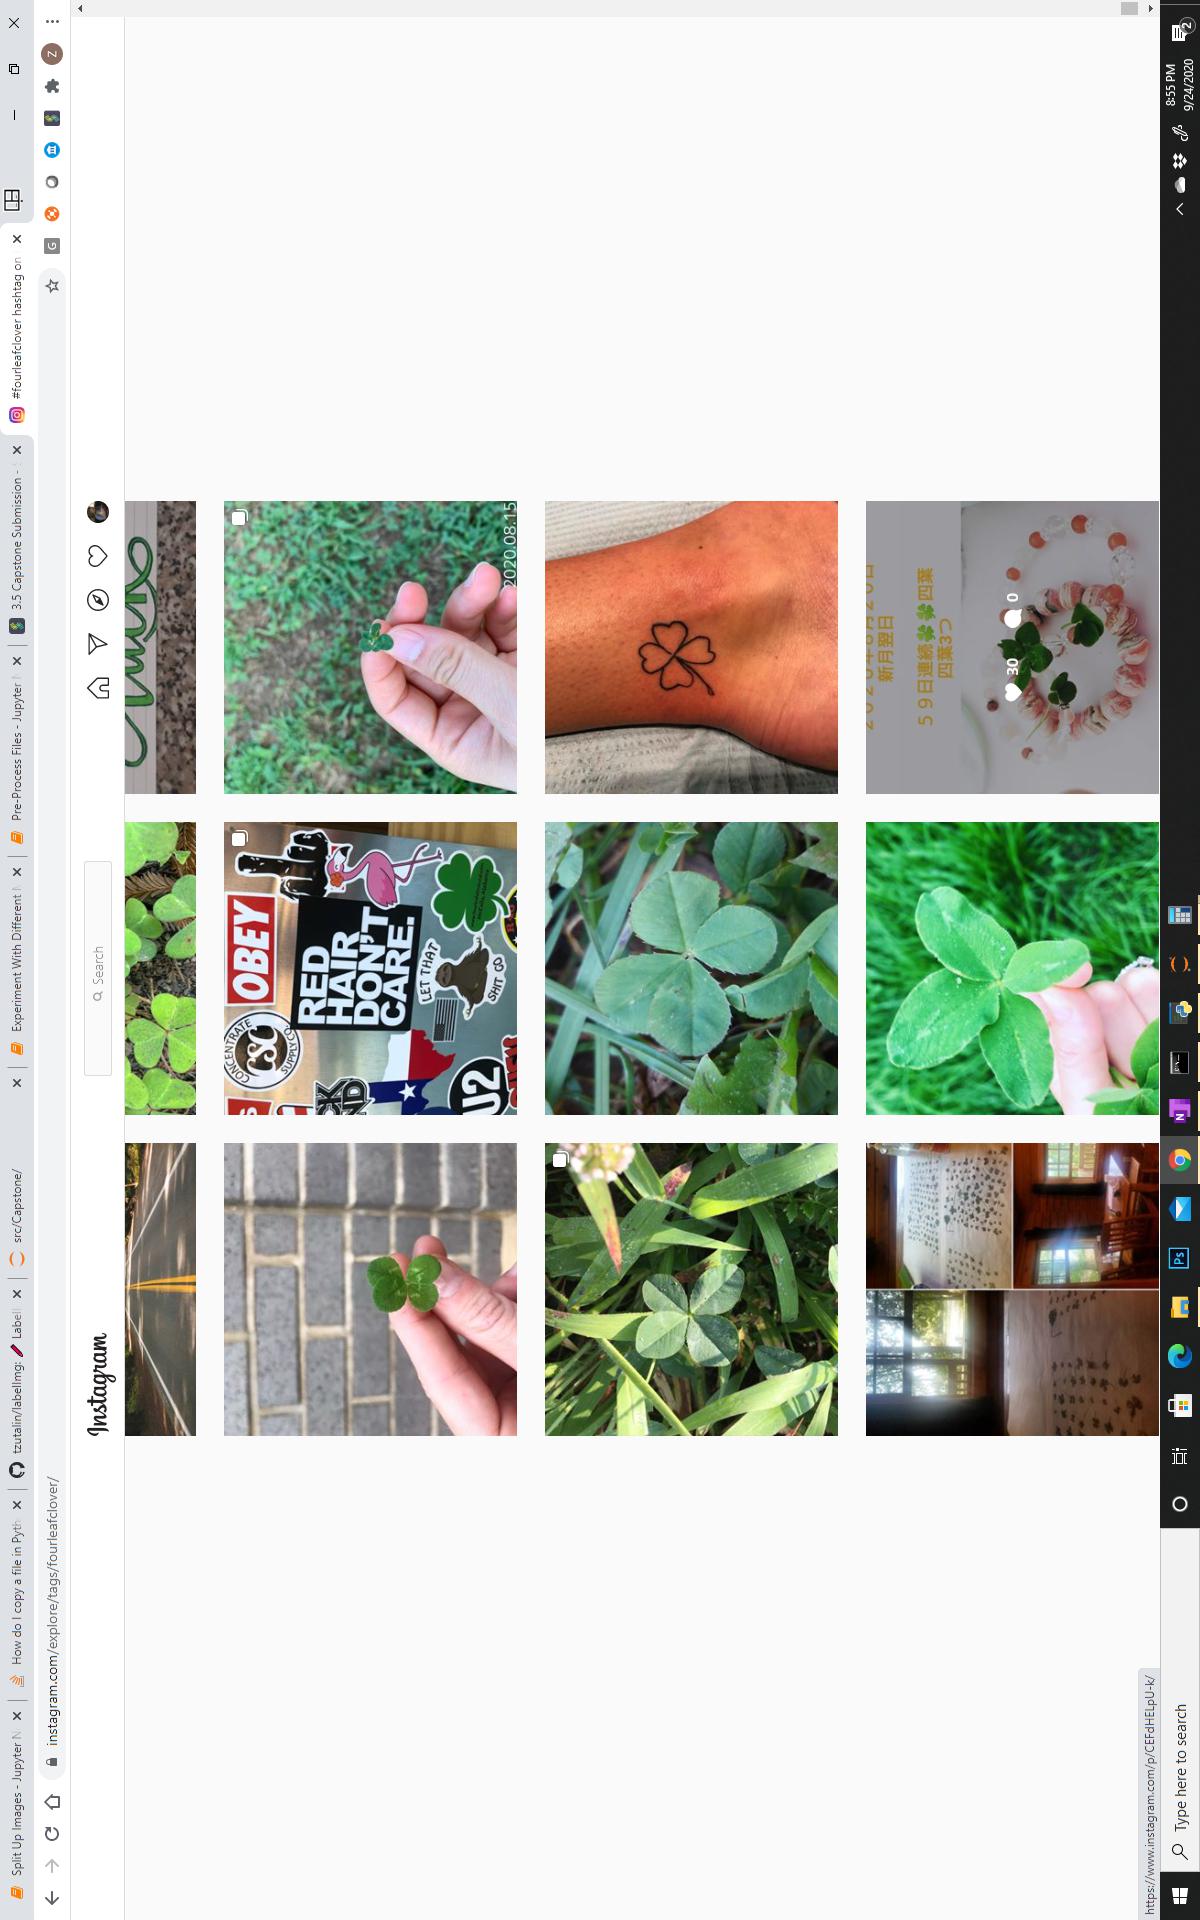 Split Up Images - Jupyter N
How do I copy a file in Pyth
tzutalin/labelImg: Labell
src/Capstone/
Experiment With Different
Pre-Process Files - Jupyter
3.5 Capstone Submission -
#fourleafclover hashtag on
instagram.com/explore/tags/fourleafclover/
G
Z
Instagram
Search
OBEY
CONCENTRATE
CSC
SUPPLY CO.
RED
HAIR
DON'T
CARE.
LET THAT
SHIT GO
U2
2020.08.15
新月翌日
59日連続🍀🍀四葉
四葉3つ
30
0
https://www.instagram.com/p/CEFdHELpU-k/
Type here to search
Ps
N
8:55 PM
9/24/2020
2